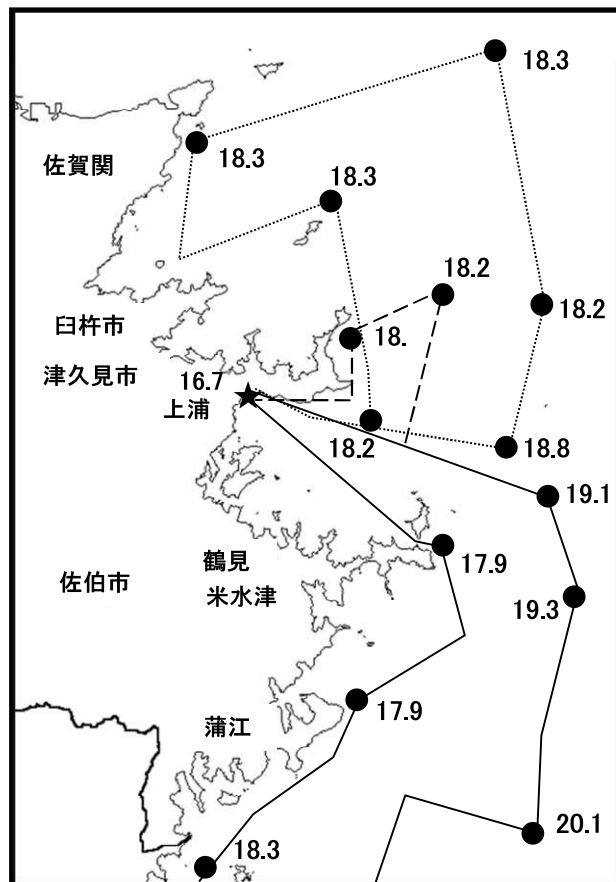 18.3
佐賀関
18.3
18.3
18.2
臼杵市
18.2
18.
津久見市
16.7
上浦
18.2
18.8
19.1
鶴見
17.9
佐伯市
米水津
19.3
17.9
蒲江
20.1
18.3